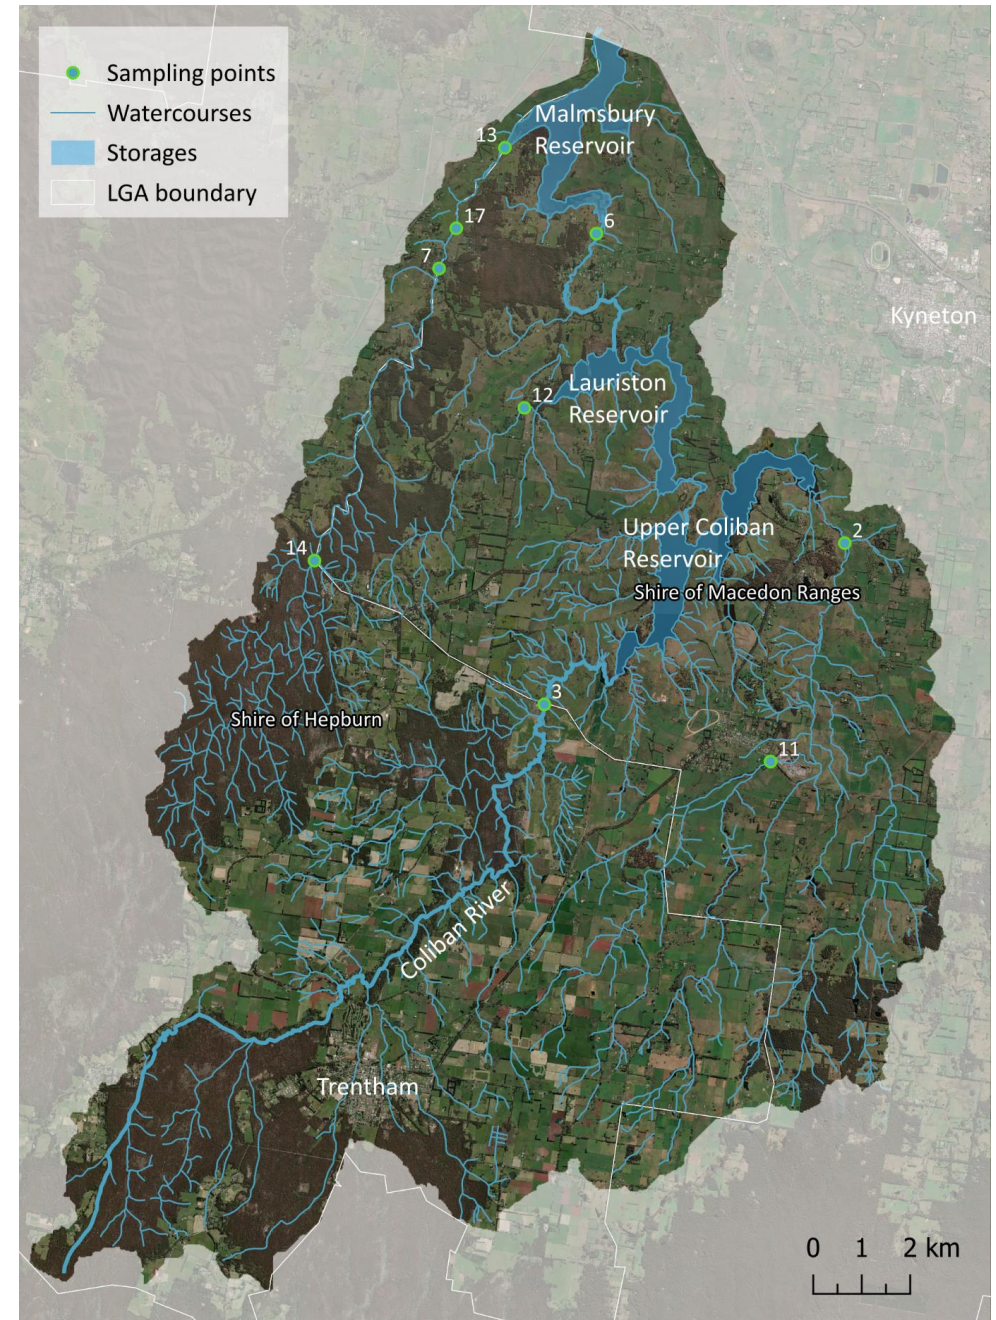 Sampling points
Watercourses
Storages
LGA boundary
Malmsbury
Reservoir
13
17
6
7
Kyneton
Lauriston
Reservoir
12
Upper Coliban
Reservoir
2
14
Shire of Macedon Ranges
3
Shire of Hepburn
11
Coliban River
Trentham
0 1 2 km